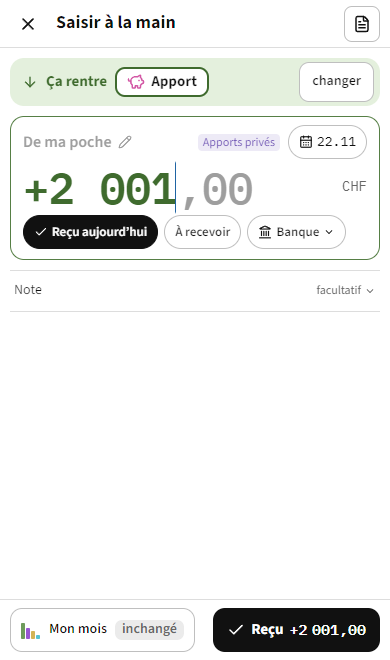 Saisir à la main
Ça rentre Apport changer
De ma poche Apports privés 22.11
+2 001,00 CHF
Reçu aujourd'hui À recevoir Banque
Note facultatif
Mon mois inchangé Reçu +2 001,00